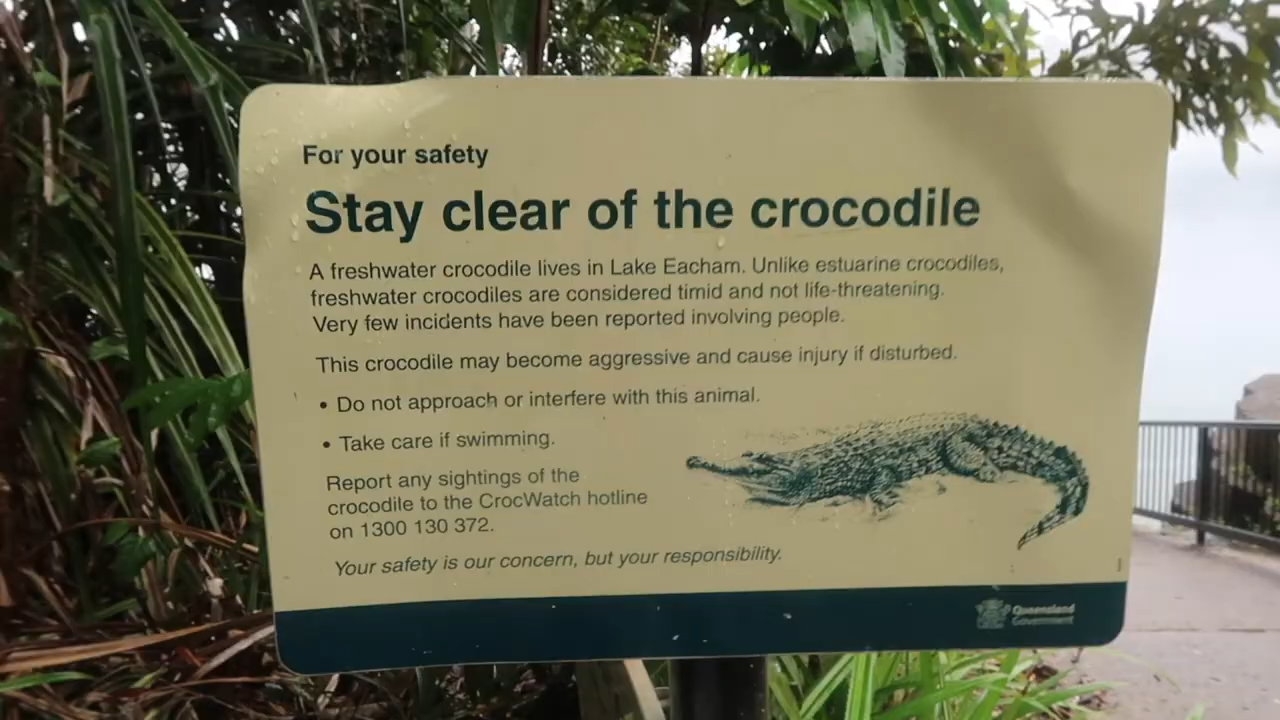 For your safety
Stay clear of the crocodile
A freshwater crocodile lives in Lake Eacham. Unlike estuarine crocodiles,
freshwater crocodiles are considered timid and not life-threatening.
Very few incidents have been reported involving people.
This crocodile may become aggressive and cause injury if disturbed.
• Do not approach or interfere with this animal.
• Take care if swimming.
Report any sightings of the
crocodile to the CrocWatch hotline
on 1300 130 372.
Your safety is our concern, but your responsibility.
Queensland
Government